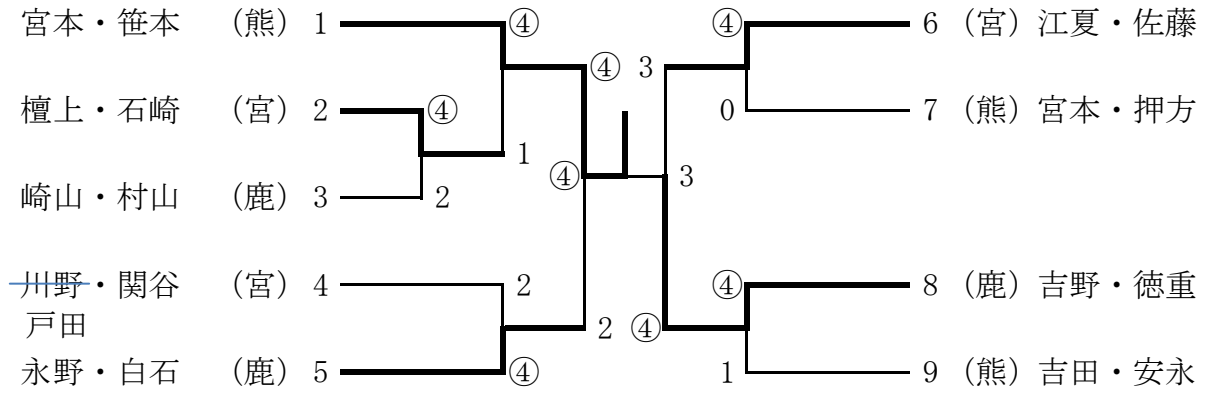 宮本・笹本 (熊) 1 ④ ④ 6 (宮) 江夏・佐藤
④ 3
檀上・石崎 (宮) 2 ④ 0 7 (熊) 宮本・押方
1
④ 3
崎山・村山 (鹿) 3 2
川野・関谷 (宮) 4 2 ④ 8 (鹿) 吉野・徳重
戸田 2 ④
永野・白石 (鹿) 5 ④ 1 9 (熊) 吉田・安永